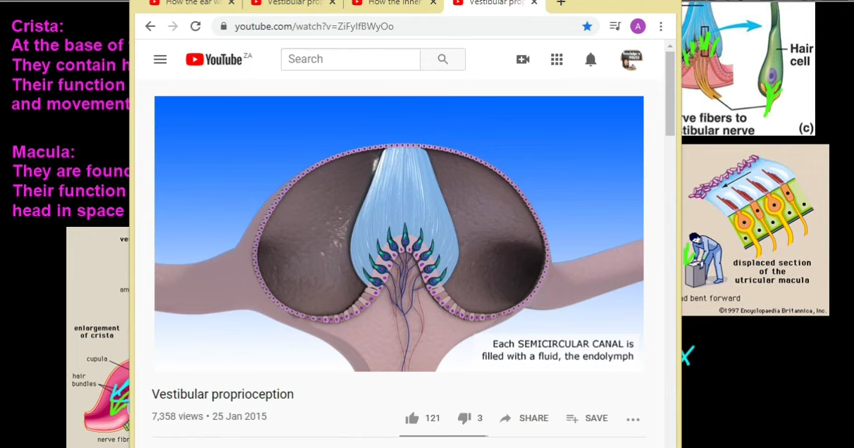 How the ear w
Vestibular prop
How the inner
Vestibular prop
youtube.com/watch?v=ZiFyIfBWyOo
A
YouTube ZA
Search
Crista:
At the base of
They contain h
Their function
and movement
Macula:
They are found
Their function
head in space
enlargement
of crista
cupula
hair
bundles
nerve fibr
Each SEMICIRCULAR CANAL is
filled with a fluid, the endolymph
Vestibular proprioception
7,358 views • 25 Jan 2015
121
3
SHARE
SAVE
Hair
cell
ve fibers to
tibular nerve
(c)
displaced section
of the
utricular macula
d bent forward
©1997 Encyclopaedia Britannica, Inc.